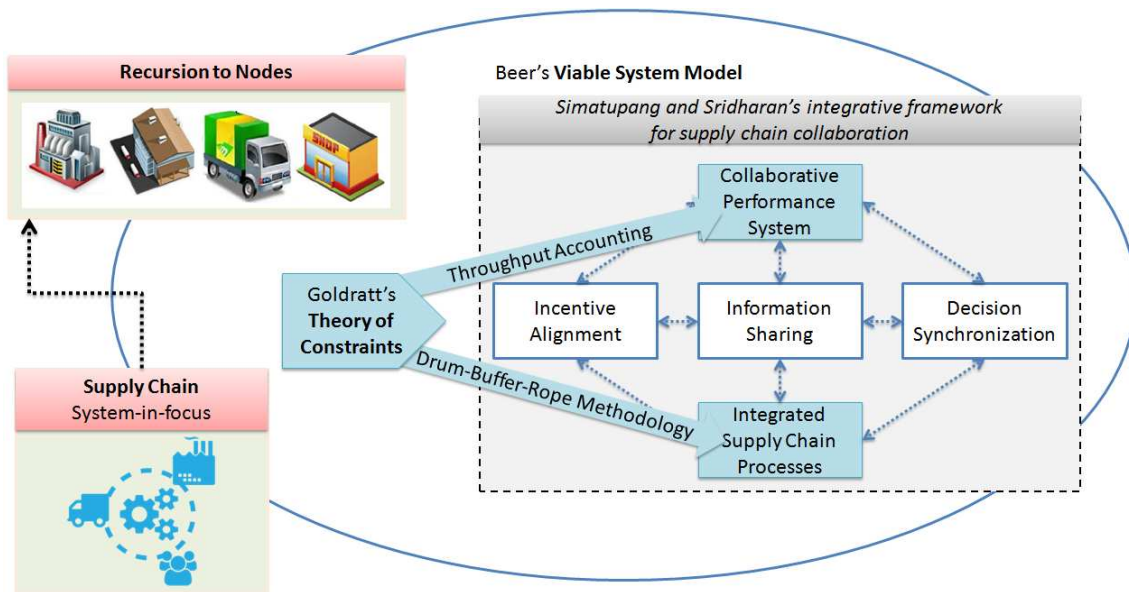 Recursion to Nodes
SHOP
Beer's Viable System Model
Simatupang and Sridharan's integrative framework
for supply chain collaboration
Collaborative
Performance
System
Throughput Accounting
Goldratt's
Theory of
Constraints
Incentive
Alignment
Information
Sharing
Decision
Synchronization
Drum-Buffer-Rope Methodology
Integrated
Supply Chain
Processes
Supply Chain
System-in-focus